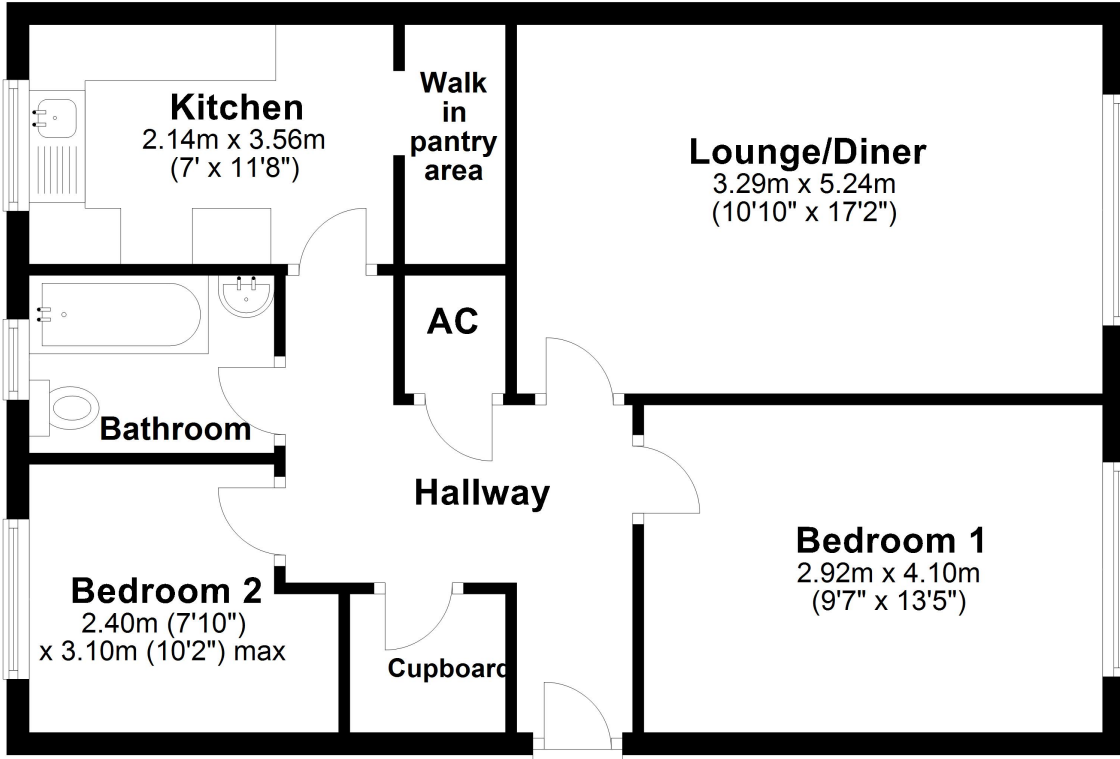 Kitchen
2.14m x 3.56m
(7' x 11'8")
Walk
in
pantry
area
Lounge/Diner
3.29m x 5.24m
(10'10" x 17'2")
AC
Bathroom
Hallway
Bedroom 1
2.92m x 4.10m
(9'7" x 13'5")
Bedroom 2
2.40m (7'10")
x 3.10m (10'2") max
Cupboard